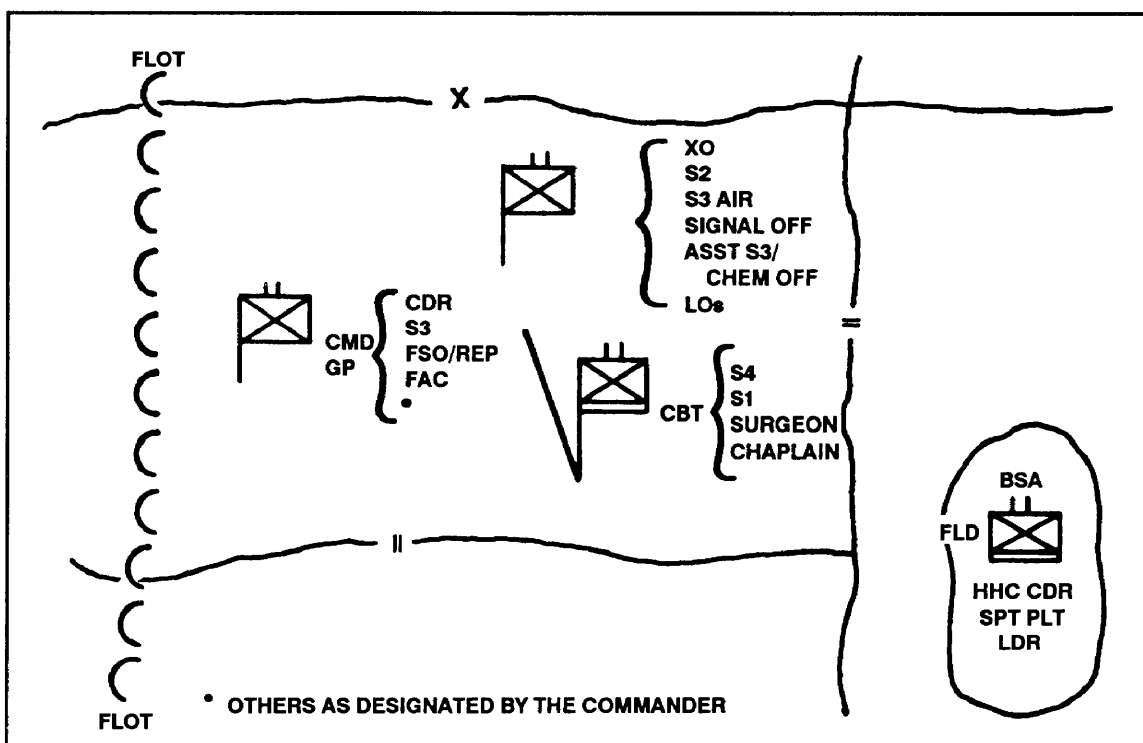 FLOT
X
XO
S2
S3 AIR
SIGNAL OFF
ASST S3/
CHEM OFF
LOs
CMD
GP
CDR
S3
FSO/REP
FAC
•
CBT
S4
S1
SURGEON
CHAPLAIN
BSA
FLD
HHC CDR
SPT PLT
LDR
II
• OTHERS AS DESIGNATED BY THE COMMANDER
FLOT